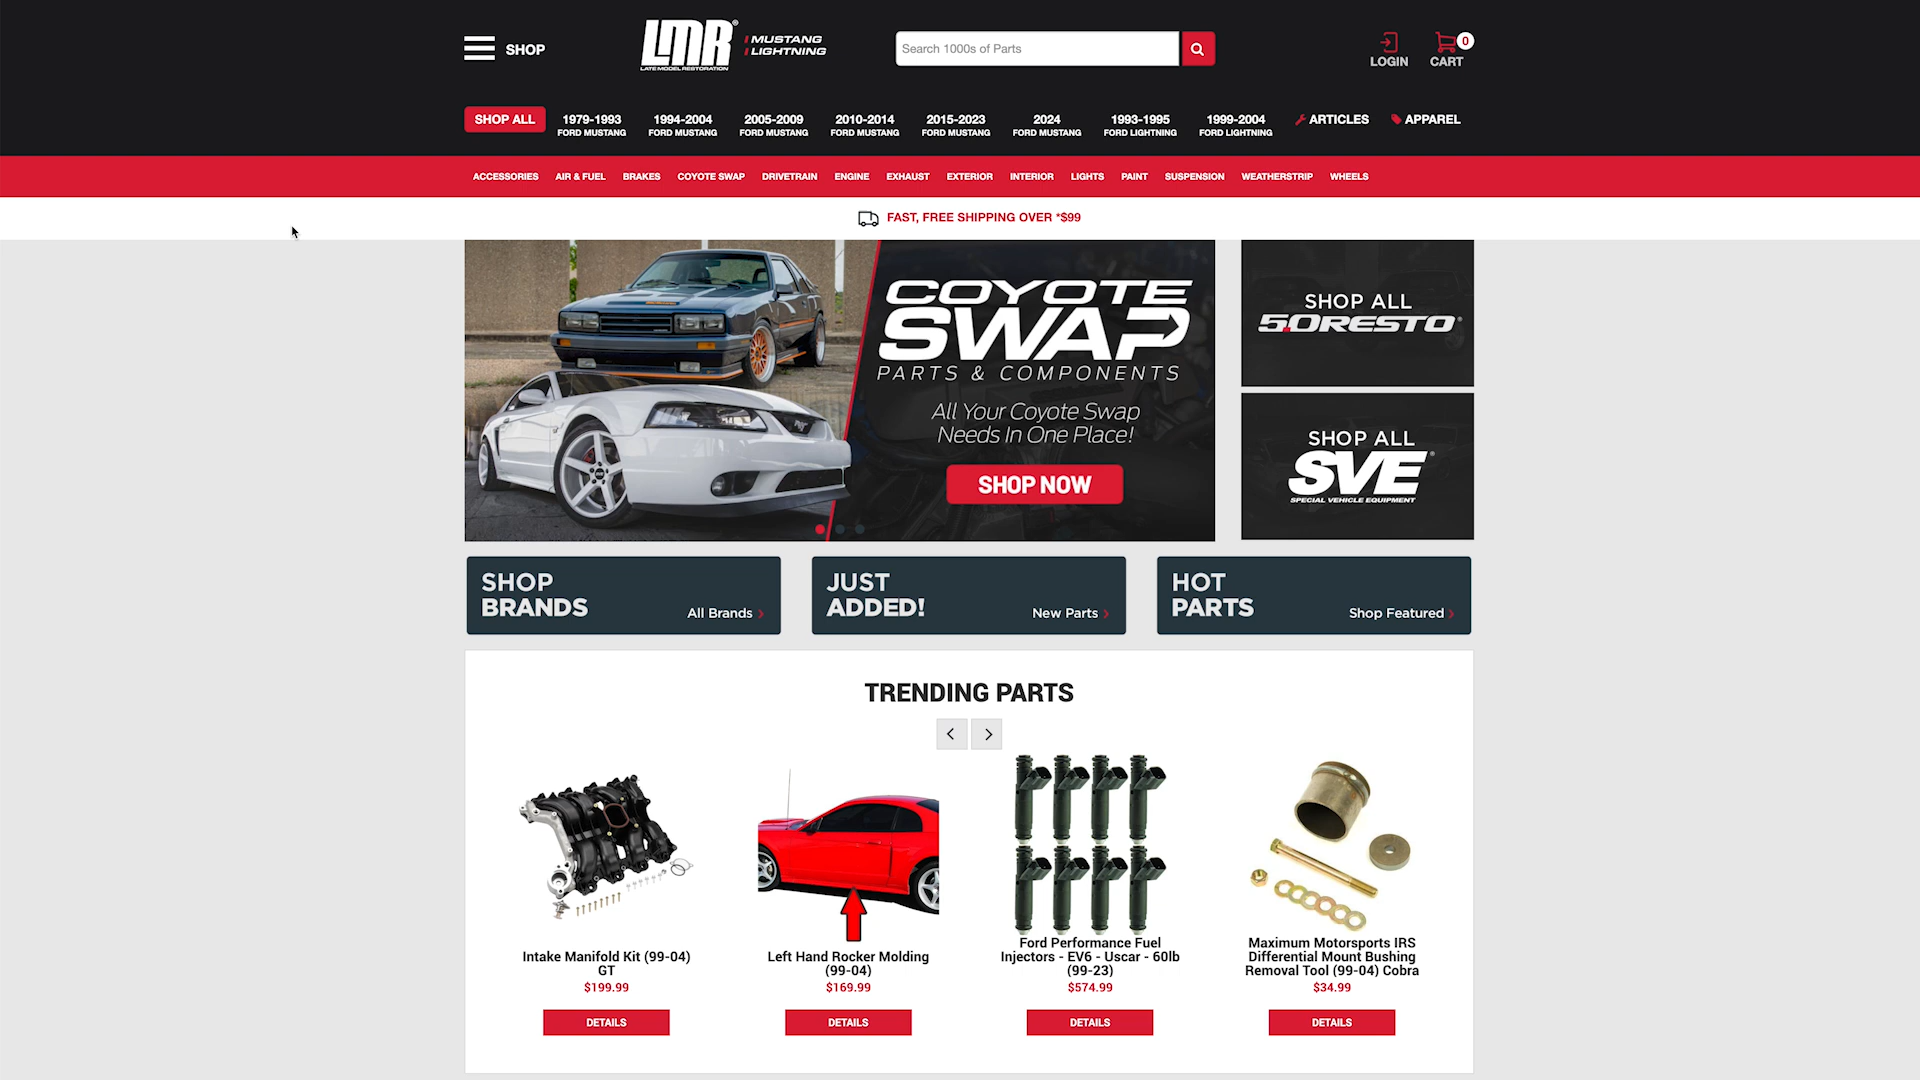 SHOP
LMR®
LATE MODEL RESTORATION
MUSTANG
LIGHTNING
Search 1000s of Parts
LOGIN
0
CART
SHOP ALL
1979-1993
FORD MUSTANG
1994-2004
FORD MUSTANG
2005-2009
FORD MUSTANG
2010-2014
FORD MUSTANG
2015-2023
FORD MUSTANG
2024
FORD MUSTANG
1993-1995
FORD LIGHTNING
1999-2004
FORD LIGHTNING
ARTICLES
APPAREL
ACCESSORIES
AIR & FUEL
BRAKES
COYOTE SWAP
DRIVETRAIN
ENGINE
EXHAUST
EXTERIOR
INTERIOR
LIGHTS
PAINT
SUSPENSION
WEATHERSTRIP
WHEELS
FAST, FREE SHIPPING OVER *$99
COYOTE
SWAP
PARTS & COMPONENTS
All Your Coyote Swap
Needs In One Place!
SHOP NOW
SHOP ALL
5.0RESTO®
SHOP ALL
SVE®
SPECIAL VEHICLE EQUIPMENT
SHOP
BRANDS
All Brands
JUST
ADDED!
New Parts
HOT
PARTS
Shop Featured
TRENDING PARTS
Intake Manifold Kit (99-04)
GT
$199.99
DETAILS
Left Hand Rocker Molding
(99-04)
$169.99
DETAILS
Ford Performance Fuel
Injectors - EV6 - Uscar - 60lb
(99-23)
$574.99
DETAILS
Maximum Motorsports IRS
Differential Mount Bushing
Removal Tool (99-04) Cobra
$34.99
DETAILS